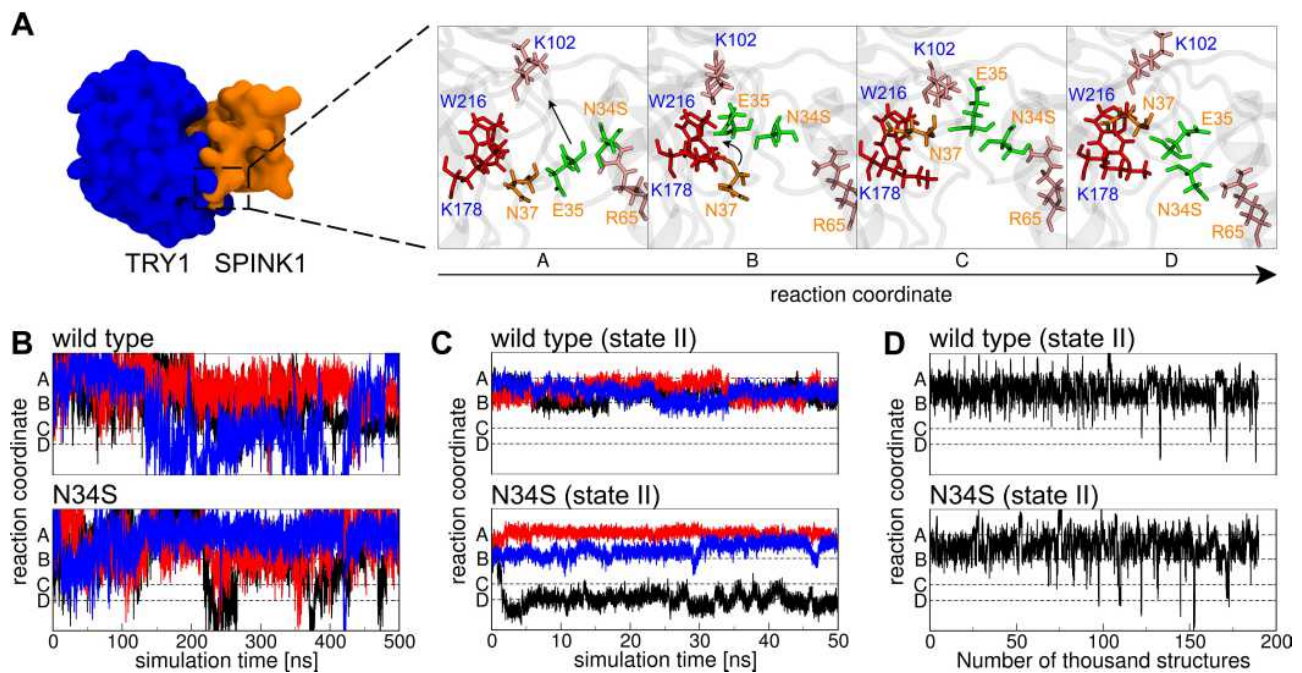 A
TRY1 SPINK1
K102
W216
K178
N37
E35
N34S
R65
A
K102
W216
E35
N34S
K178
N37
R65
B
K102
E35
W216
N34S
N37
K178
R65
C
K102
W216
N37
E35
K178
N34S
R65
D
reaction coordinate
B
wild type
A
B
C
D
N34S
A
B
C
D
reaction coordinate
0 100 200 300 400 500
simulation time [ns]
C
wild type (state II)
A
B
C
D
N34S (state II)
A
B
C
D
reaction coordinate
0 10 20 30 40 50
simulation time [ns]
D
wild type (state II)
A
B
C
D
N34S (state II)
A
B
C
D
reaction coordinate
0 50 100 150 200
Number of thousand structures